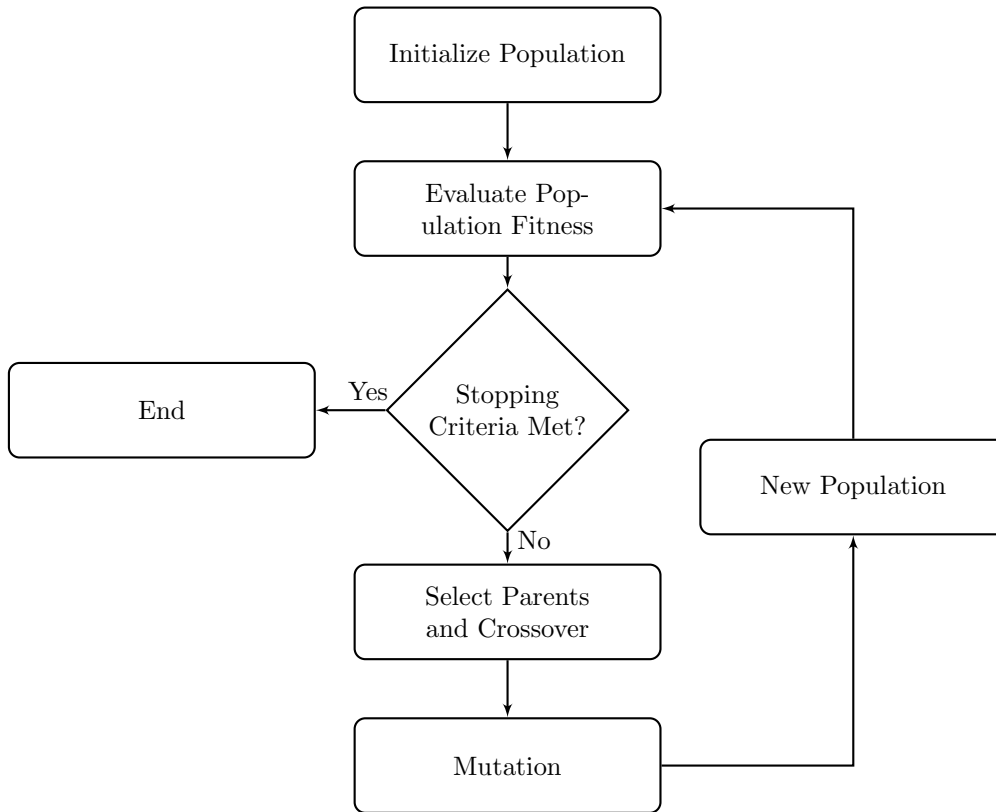 Initialize Population
Evaluate Pop-
ulation Fitness
Yes
Stopping
Criteria Met?
End
New Population
No
Select Parents
and Crossover
Mutation